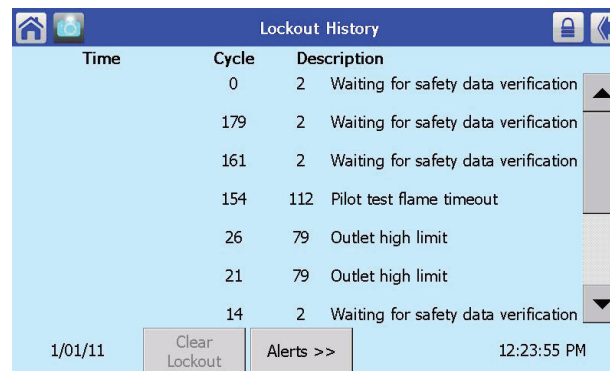 Lockout History
Time Cycle Description
0 2 Waiting for safety data verification
179 2 Waiting for safety data verification
161 2 Waiting for safety data verification
154 112 Pilot test flame timeout
26 79 Outlet high limit
21 79 Outlet high limit
14 2 Waiting for safety data verification
1/01/11 Clear Lockout Alerts >> 12:23:55 PM